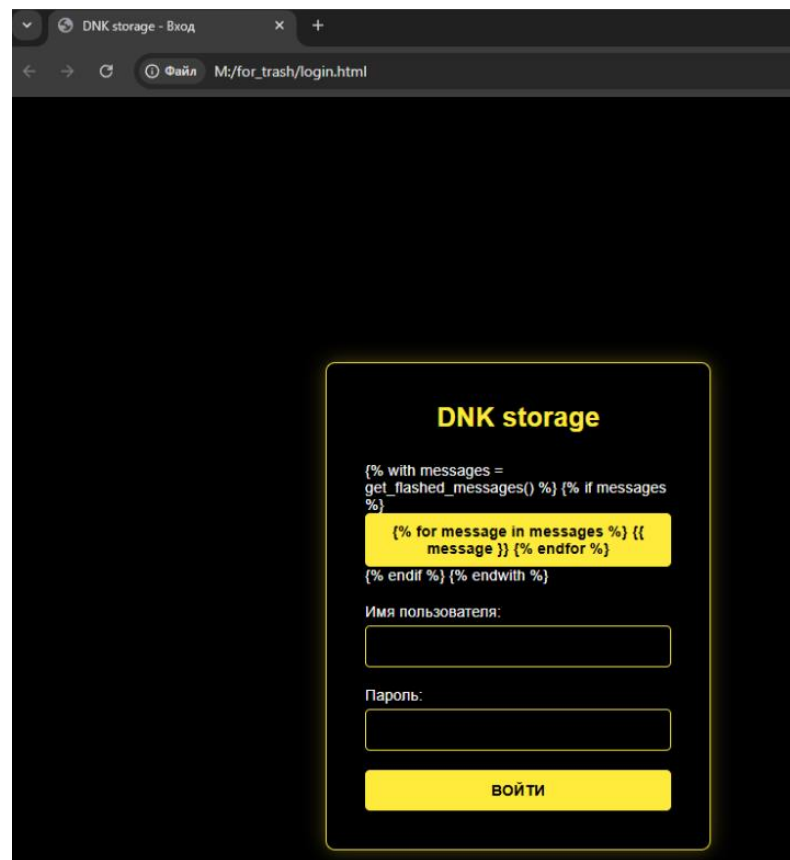 DNK storage - Вход
Файл M:/for_trash/login.html
DNK storage
{% with messages =
get_flashed_messages() %} {% if messages
%}
{% for message in messages %} {{
message }} {% endfor %}
{% endif %} {% endwith %}
Имя пользователя:
Пароль:
ВОЙТИ